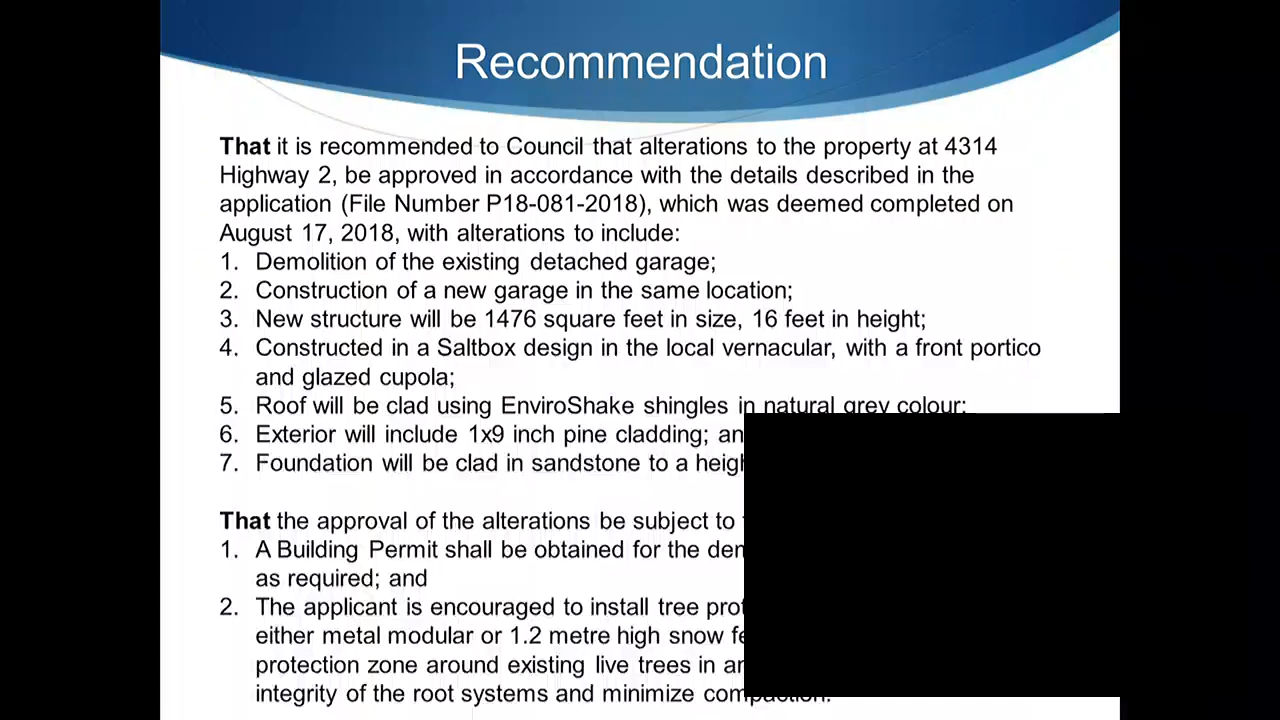 Recommendation
That it is recommended to Council that alterations to the property at 4314
Highway 2, be approved in accordance with the details described in the
application (File Number P18-081-2018), which was deemed completed on
August 17, 2018, with alterations to include:
1. Demolition of the existing detached garage;
2. Construction of a new garage in the same location;
3. New structure will be 1476 square feet in size, 16 feet in height;
4. Constructed in a Saltbox design in the local vernacular, with a front portico
and glazed cupola;
5. Roof will be clad using EnviroShake shingles in natural grey colour;
6. Exterior will include 1x9 inch pine cladding;
7. Foundation will be clad in sandstone to a
That the approval of the alterations be subject to
1. A Building Permit shall be obtained for the
as required; and
2. The applicant is encouraged to install tree
either metal modular or 1.2 metre high snow
protection zone around existing live trees in
integrity of the root systems and minimize compaction.